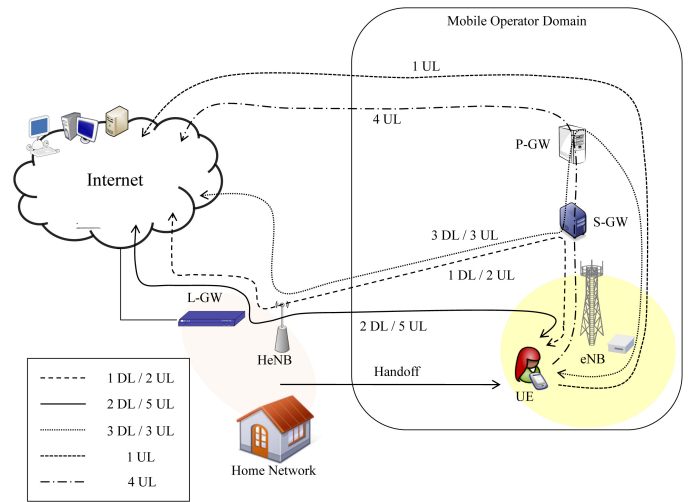 Mobile Operator Domain
1 UL
4 UL
P-GW
Internet
S-GW
3 DL / 3 UL
1 DL / 2 UL
L-GW
2 DL / 5 UL
HeNB
eNB
Handoff
UE
Home Network
1 DL / 2 UL
2 DL / 5 UL
3 DL / 3 UL
1 UL
4 UL